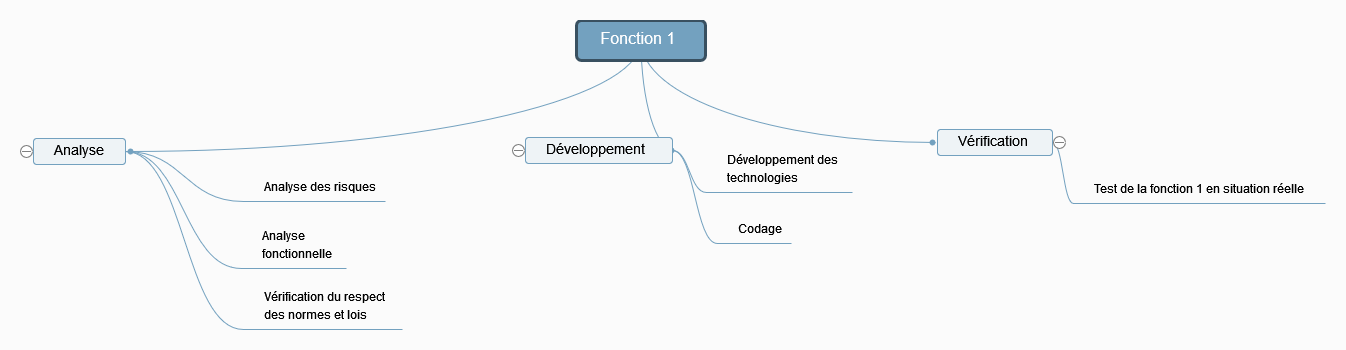 Fonction 1
Analyse
Analyse des risques
Analyse
fonctionnelle
Vérification du respect
des normes et lois
Développement
Développement des
technologies
Codage
Vérification
Test de la fonction 1 en situation réelle